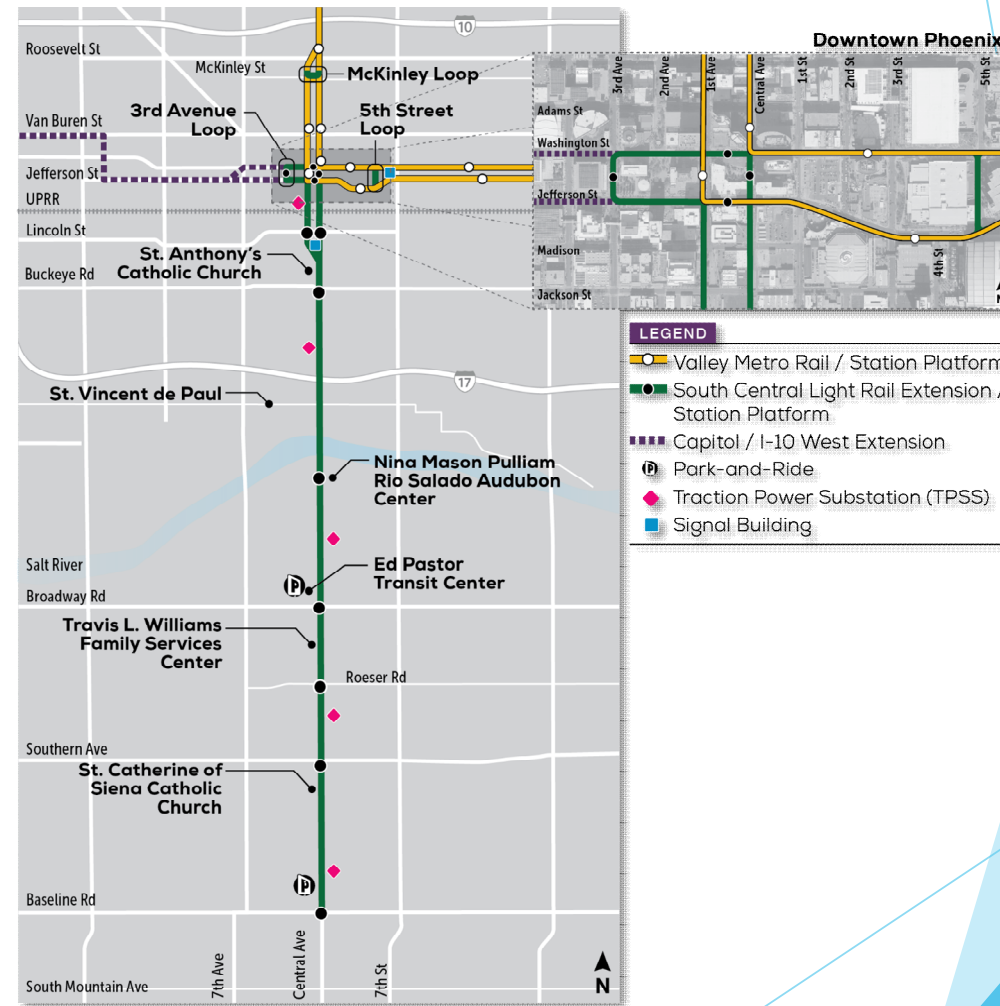 10
Roosevelt St
McKinley St
McKinley Loop
3rd Avenue
Loop
5th Street
Loop
Van Buren St
Jefferson St
UPRR
Lincoln St
St. Anthony's
Catholic Church
Buckeye Rd
17
St. Vincent de Paul
Nina Mason Pulliam
Rio Salado Audubon
Center
Salt River
Ed Pastor
Transit Center
P
Broadway Rd
Travis L. Williams
Family Services
Center
Roeser Rd
Southern Ave
St. Catherine of
Siena Catholic
Church
P
Baseline Rd
7th Ave
Central Ave
7th St
South Mountain Ave
N
Downtown Phoenix
3rd Ave
2nd Ave
1st Ave
Central Ave
1st St
2nd St
3rd St
5th St
Adams St
Washington St
Jefferson St
Madison
4th St
Jackson St
N
LEGEND
Valley Metro Rail / Station Platform
South Central Light Rail Extension /
Station Platform
Capitol / I-10 West Extension
P
Park-and-Ride
Traction Power Substation (TPSS)
Signal Building